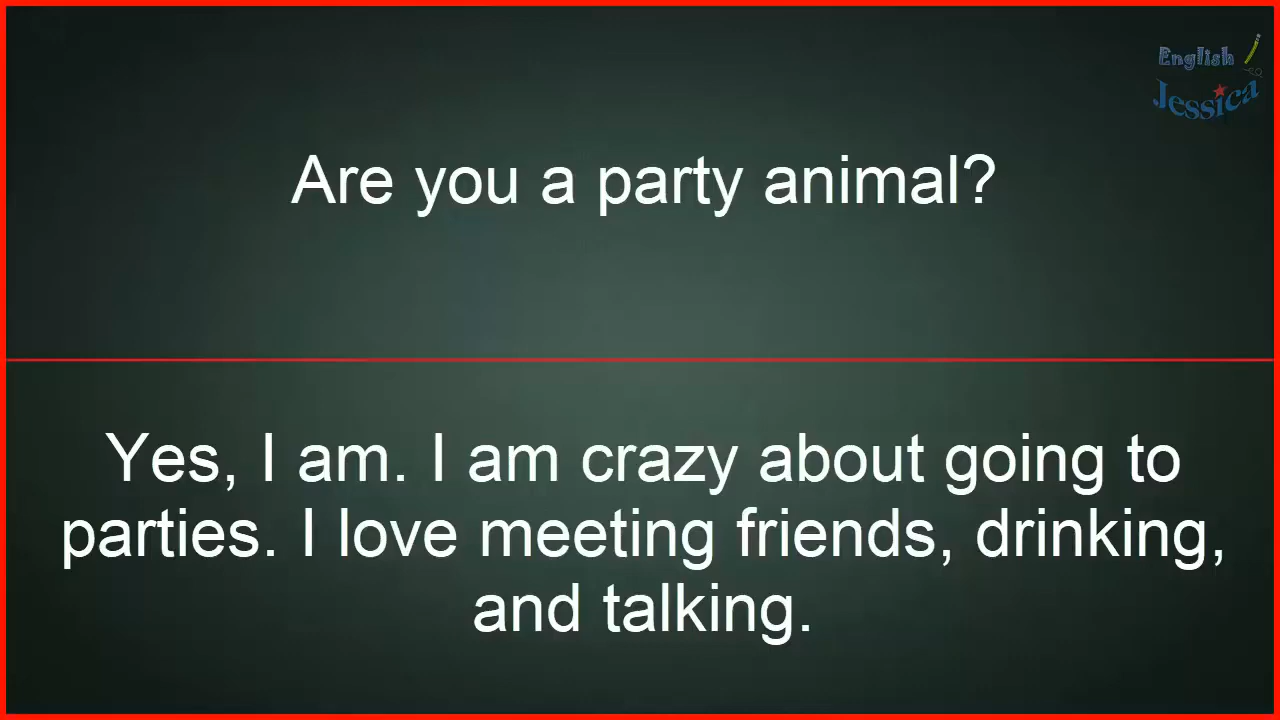 English
Jessica
Are you a party animal?
Yes, I am. I am crazy about going to
parties. I love meeting friends, drinking,
and talking.